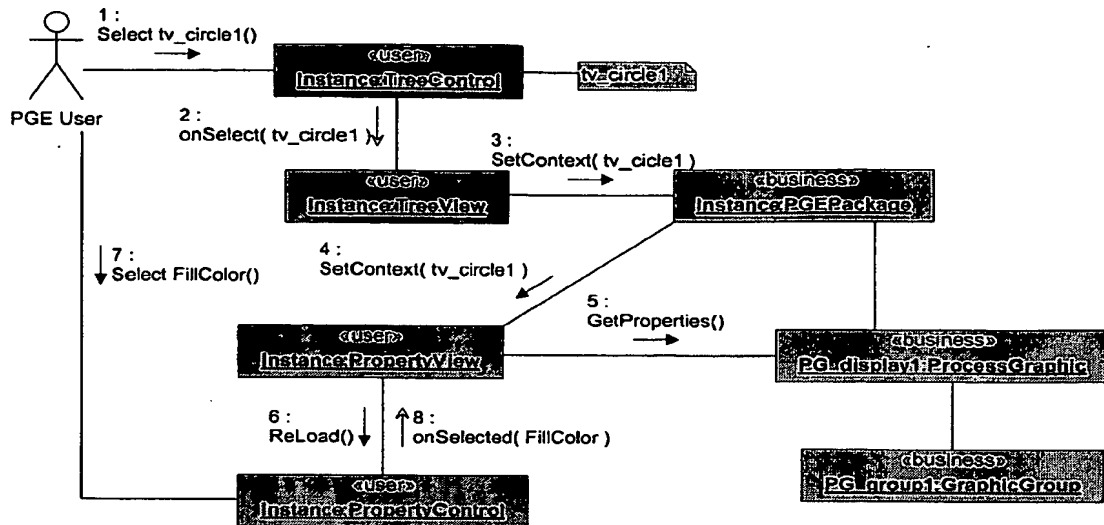 1 :
Select tv_circle1()
PGE User
«user»
Instance:TreeControl
tv_circle1
2 :
onSelect( tv_circle1 )
3 :
SetContext( tv_cicle1 )
«user»
Instance:TreeView
«business»
Instance:PGEPackage
4 :
SetContext( tv_circle1 )
7 :
Select FillColor()
5 :
GetProperties()
«user»
Instance:PropertyView
«business»
PG_display1:ProcessGraphic
6 :
ReLoad()
8 :
onSelected( FillColor )
«user»
Instance:PropertyControl
«business»
PG_group1:GraphicGroup